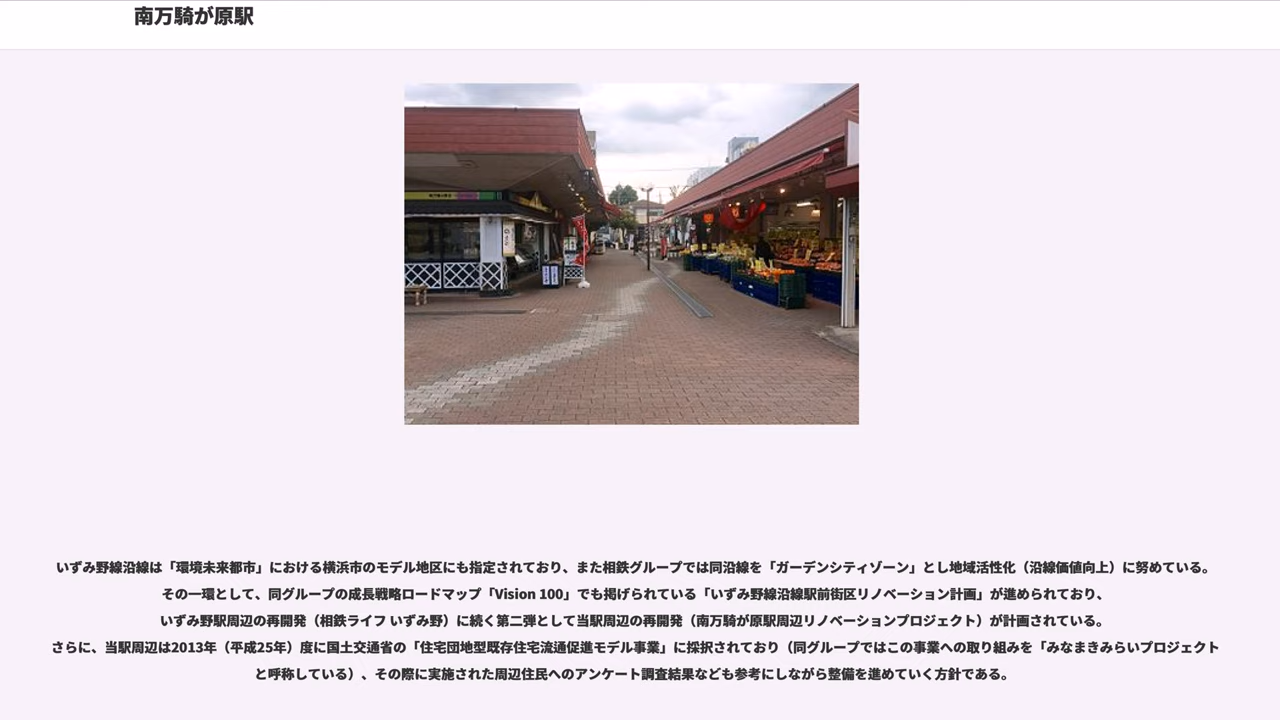 南万騎が原駅
いずみ野線沿線は「環境未来都市」における横浜市のモデル地区にも指定されており、また相鉄グループでは同沿線を「ガーデンシティゾーン」とし地域活性化（沿線価値向上）に努めている。
その一環として、同グループの成長戦略ロードマップ「Vision 100」でも掲げられている「いずみ野線沿線駅前街区リノベーション計画」が進められており、
いずみ野駅周辺の再開発（相鉄ライフ いずみ野）に続く第二弾として当駅周辺の再開発（南万騎が原駅周辺リノベーションプロジェクト）が計画されている。
さらに、当駅周辺は2013年（平成25年）度に国土交通省の「住宅団地型既存住宅流通促進モデル事業」に採択されており（同グループではこの事業への取り組みを「みなまきみらいプロジェクト
と呼称している）、その際に実施された周辺住民へのアンケート調査結果なども参考にしながら整備を進めていく方針である。